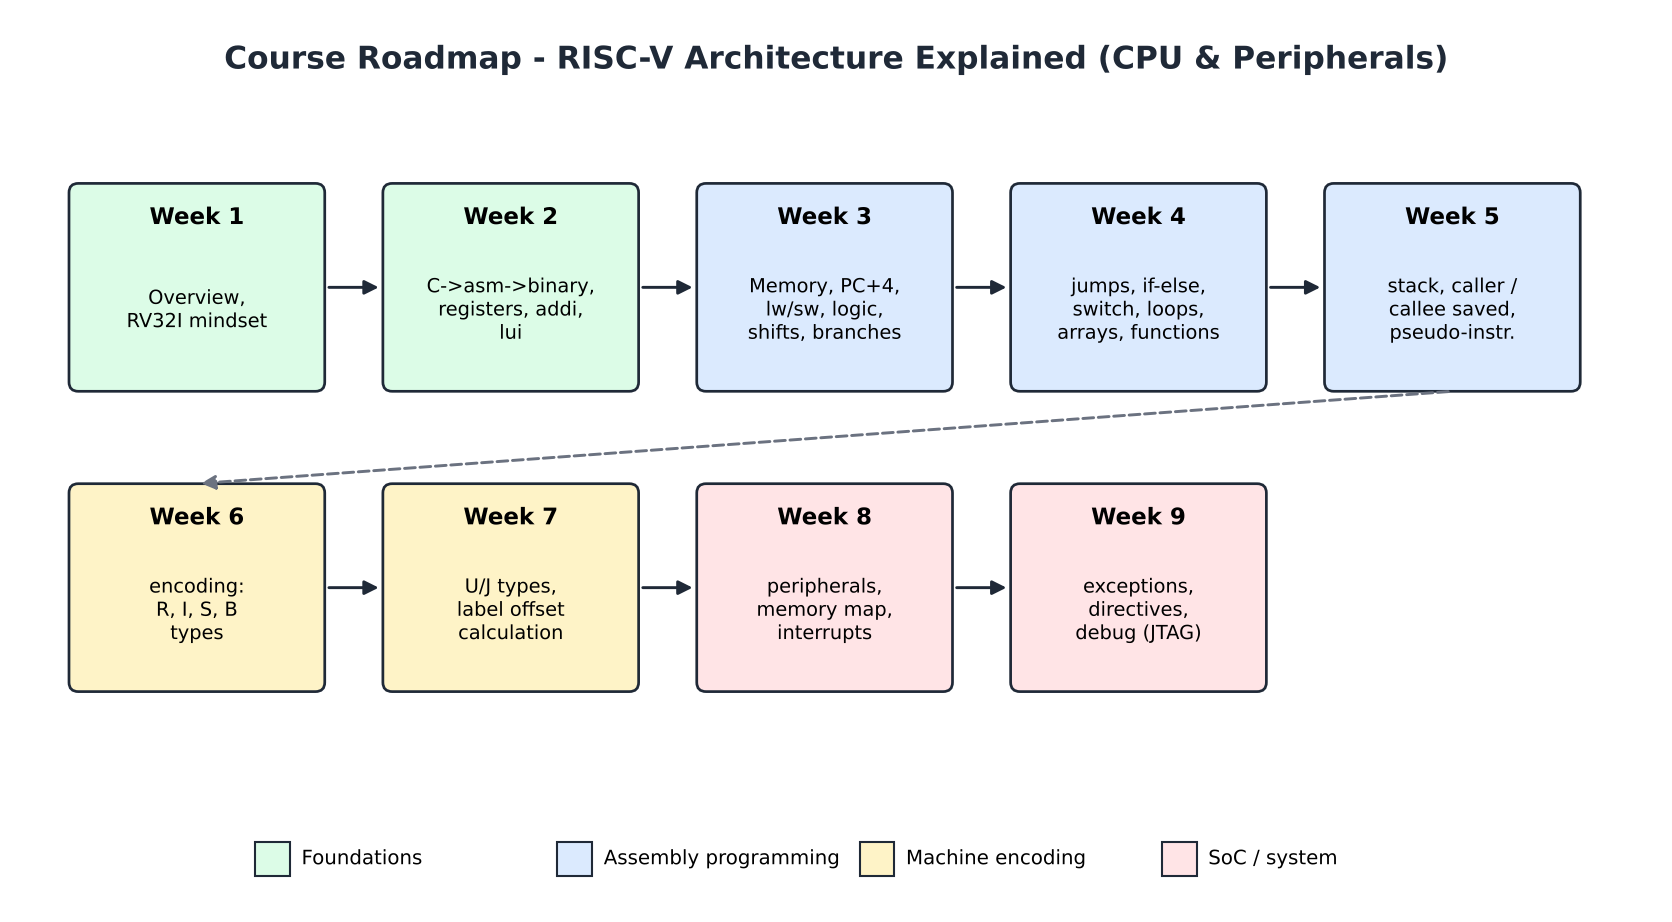 Course Roadmap - RISC-V Architecture Explained (CPU & Peripherals)
Week 1
Overview,
RV32I mindset
Week 2
C->asm->binary,
registers, addi,
lui
Week 3
Memory, PC+4,
lw/sw, logic,
shifts, branches
Week 4
jumps, if-else,
switch, loops,
arrays, functions
Week 5
stack, caller /
callee saved,
pseudo-instr.
Week 6
encoding:
R, I, S, B
types
Week 7
U/J types,
label offset
calculation
Week 8
peripherals,
memory map,
interrupts
Week 9
exceptions,
directives,
debug (JTAG)
Foundations
Assembly programming
Machine encoding
SoC / system